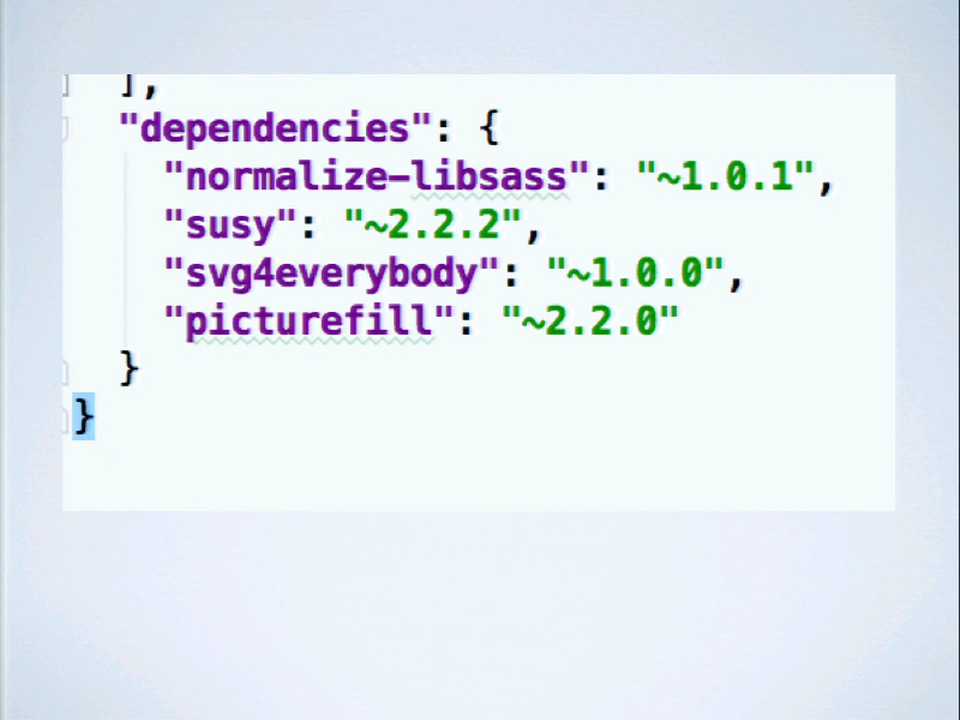 ],
"dependencies": {
"normalize-libsass": "~1.0.1",
"susy": "~2.2.2",
"svg4everybody": "~1.0.0",
"picturefill": "~2.2.0"
}
}